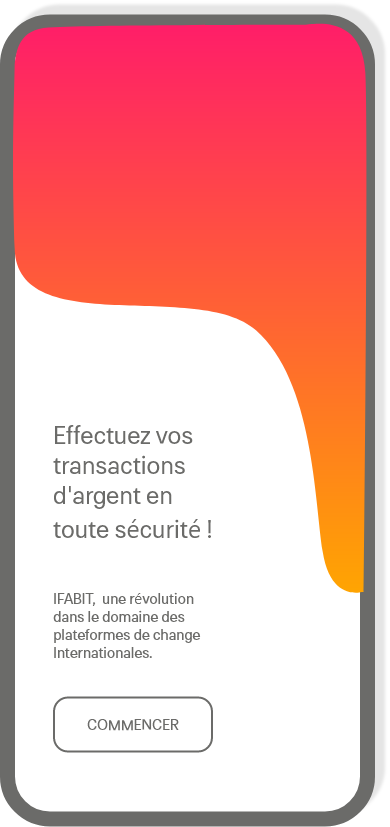 Effectuez vos
transactions
d'argent en
toute sécurité !
IFABIT, une révolution
dans le domaine des
plateformes de change
Internationales.
COMMENCER